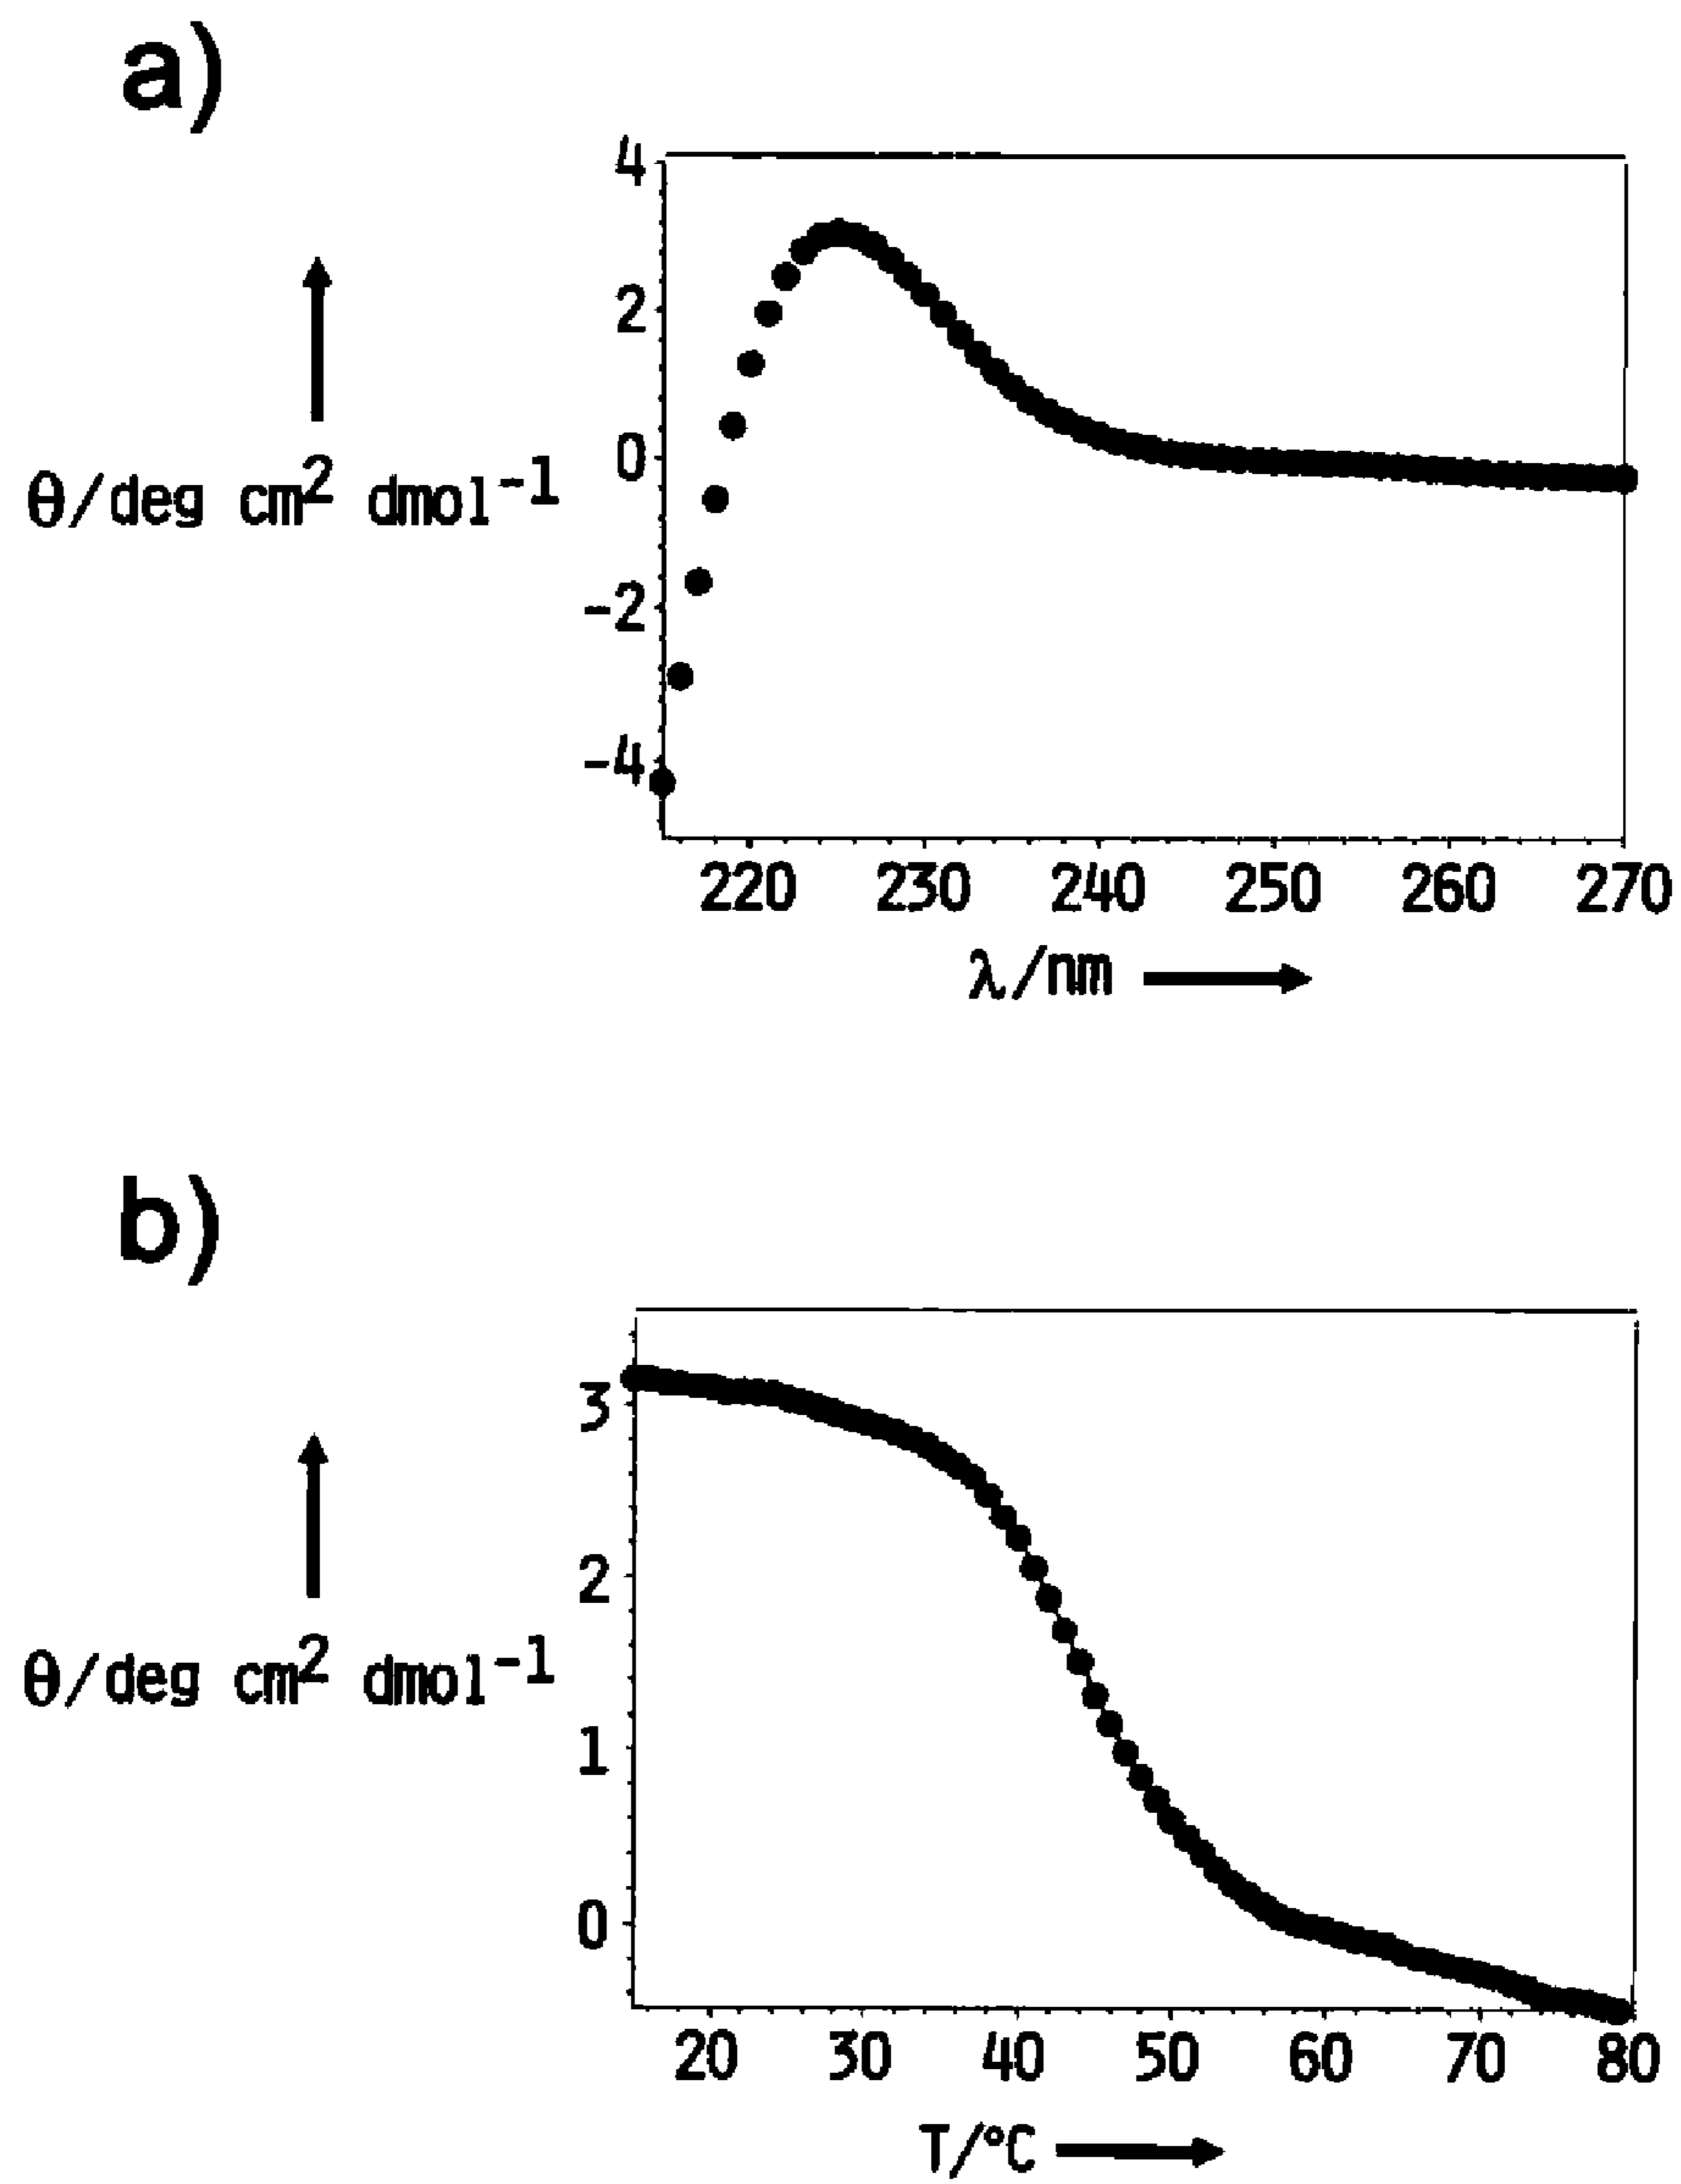 a)
4
2
0
-2
-4
θ/deg cm² dmol⁻¹
220 230 240 250 260 270
λ/nm
b)
3
2
1
0
θ/deg cm² dmol⁻¹
20 30 40 50 60 70 80
T/°C